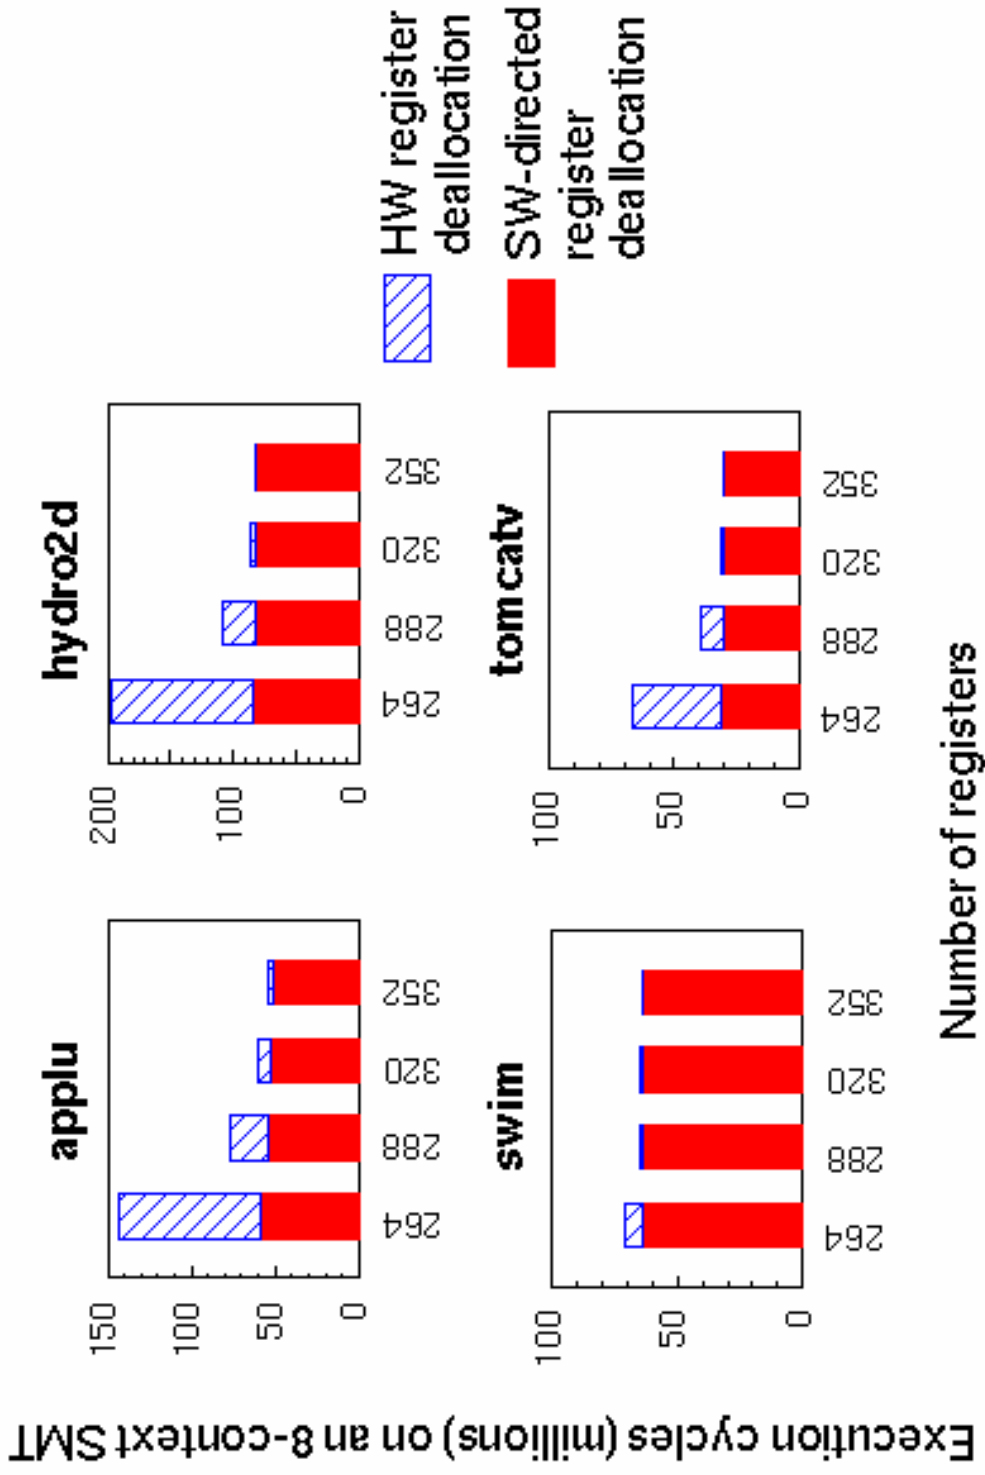 Execution cycles (millions) on an 8-context SMT
applu
150
100
50
0
264 288 320 352
hydro2d
200
100
0
264 288 320 352
HW register
deallocation
SW-directed
register
deallocation
swim
100
50
0
264 288 320 352
tomcatv
100
50
0
264 288 320 352
Number of registers